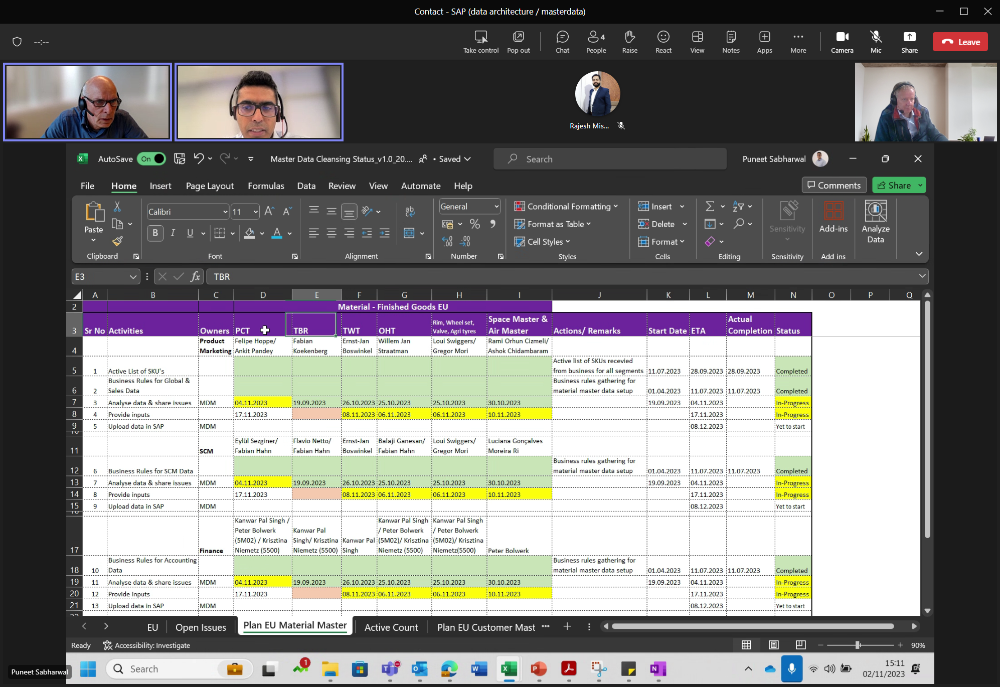 Contact - SAP (data architecture / masterdata)
--:--
Take control
Pop out
Chat
4
People
Raise
React
View
Notes
Apps
More
Camera
Mic
Share
Leave
Rajesh Mis...
AutoSave On
Master Data Cleansing Status_v1.0_20.... • Saved
Search
Puneet Sabharwal
File Home Insert Page Layout Formulas Data Review View Automate Help
Comments
Share
Paste
Clipboard
Calibri 11
B I U
Font
Alignment
General
Number
Conditional Formatting
Format as Table
Cell Styles
Styles
Insert
Delete
Format
Cells
Editing
Sensitivity
Sensitivity
Add-ins
Add-ins
Analyze
Data
E3 fx TBR
A B C D E F G H I J K L M N O P Q
2 Material - Finished Goods EU
3 Sr No Activities Owners PCT TBR TWT OHT Rim, Wheel set, Valve, Agri tyres Space Master & Air Master Actions/ Remarks Start Date ETA Actual Completion Status
4 Product Marketing Felipe Hoppe/ Ankit Pandey Fabian Koekenberg Ernst-Jan Boswinkel Willem Jan Straatman Loui Swiggers/ Gregor Mori Rami Orhun Cizmeli/ Ashok Chidambaram
5 1 Active List of SKU's Active list of SKUs recevied from business for all segments 11.07.2023 28.09.2023 28.09.2023 Completed
6 2 Business Rules for Global & Sales Data Business rules gathering for material master data setup 01.04.2023 11.07.2023 11.07.2023 Completed
7 3 Analyse data & share issues MDM 04.11.2023 19.09.2023 26.10.2023 25.10.2023 25.10.2023 30.10.2023 19.09.2023 04.11.2023 In-Progress
8 4 Provide inputs 17.11.2023 08.11.2023 06.11.2023 06.11.2023 10.11.2023 17.11.2023 In-Progress
9 5 Upload data in SAP MDM 08.12.2023 Yet to start
11 SCM Eylül Sezginer/ Fabian Hahn Flavio Netto/ Fabian Hahn Ernst-Jan Boswinkel Balaji Ganesan/ Fabian Hahn Loui Swiggers/ Gregor Mori Luciana Gonçalves Moreira Ri
12 6 Business Rules for SCM Data Business rules gathering for material master data setup 01.04.2023 11.07.2023 11.07.2023 Completed
13 7 Analyse data & share issues MDM 04.11.2023 19.09.2023 26.10.2023 25.10.2023 25.10.2023 30.10.2023 19.09.2023 04.11.2023 In-Progress
14 8 Provide inputs 17.11.2023 08.11.2023 06.11.2023 06.11.2023 10.11.2023 17.11.2023 In-Progress
15 9 Upload data in SAP MDM 08.12.2023 Yet to start
17 Finance Kanwar Pal Singh / Peter Bolwerk (5M02) / Krisztina Niemetz (5500) Kanwar Pal Singh/ Krisztina Niemetz (5500) Kanwar Pal Singh Kanwar Pal Singh / Peter Bolwerk (5M02)/ Krisztina Niemetz (5500) Kanwar Pal Singh / Peter Bolwerk (5M02)/ Krisztina Niemetz(5500) Peter Bolwerk
18 10 Business Rules for Accounting Data Business rules gathering for material master data setup 01.04.2023 11.07.2023 11.07.2023 Completed
19 11 Analyse data & share issues MDM 04.11.2023 19.09.2023 26.10.2023 25.10.2023 25.10.2023 30.10.2023 19.09.2023 04.11.2023 In-Progress
20 12 Provide inputs 17.11.2023 08.11.2023 06.11.2023 06.11.2023 10.11.2023 17.11.2023 In-Progress
21 13 Upload data in SAP MDM 08.12.2023 Yet to start
EU Open Issues Plan EU Material Master Active Count Plan EU Customer Mast ...
Ready Accessibility: Investigate 90%
Puneet Sabharwal
Search
1
15:11
02/11/2023